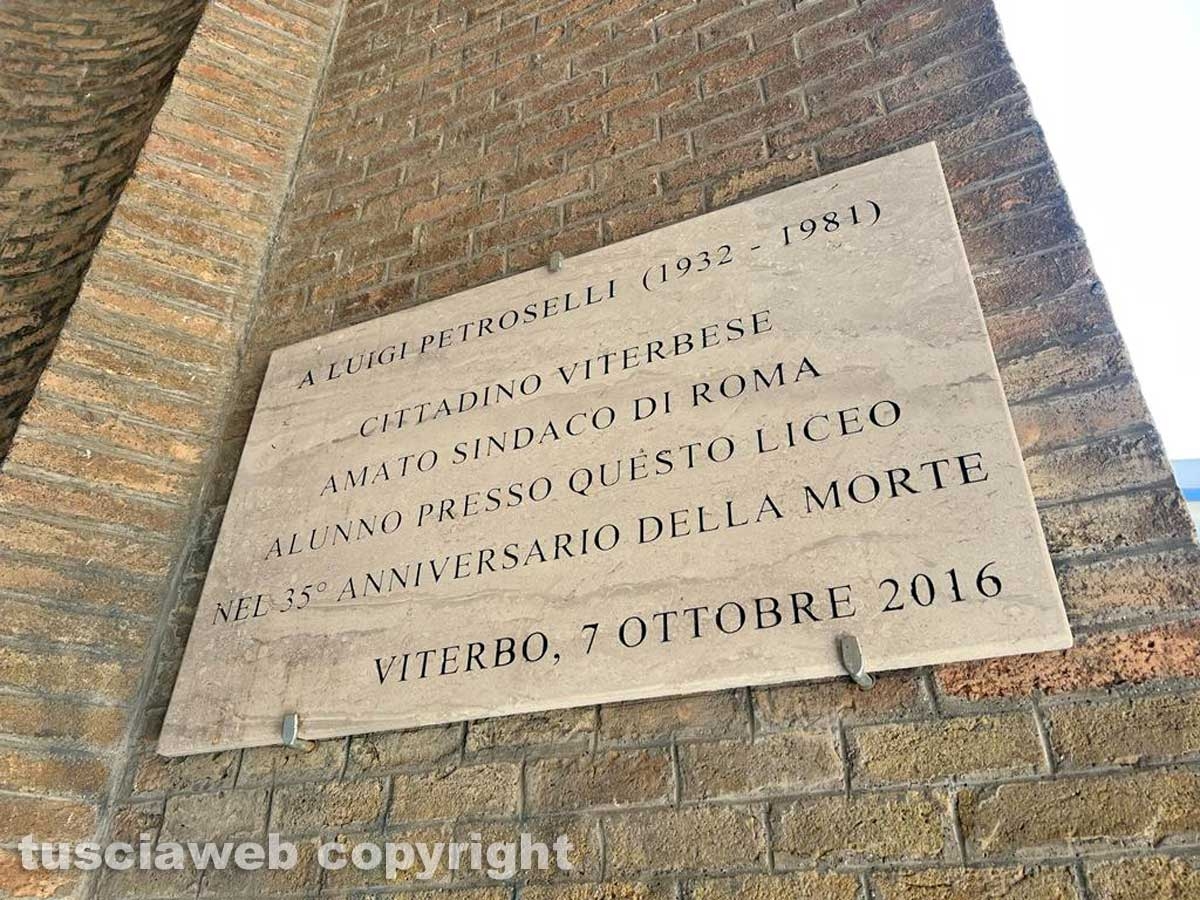 A LUIGI PETROSELLI (1932 - 1981)
CITTADINO VITERBESE
AMATO SINDACO DI ROMA
ALUNNO PRESSO QUESTO LICEO
NEL 35° ANNIVERSARIO DELLA MORTE
VITERBO, 7 OTTOBRE 2016
tusciaweb copyright ©